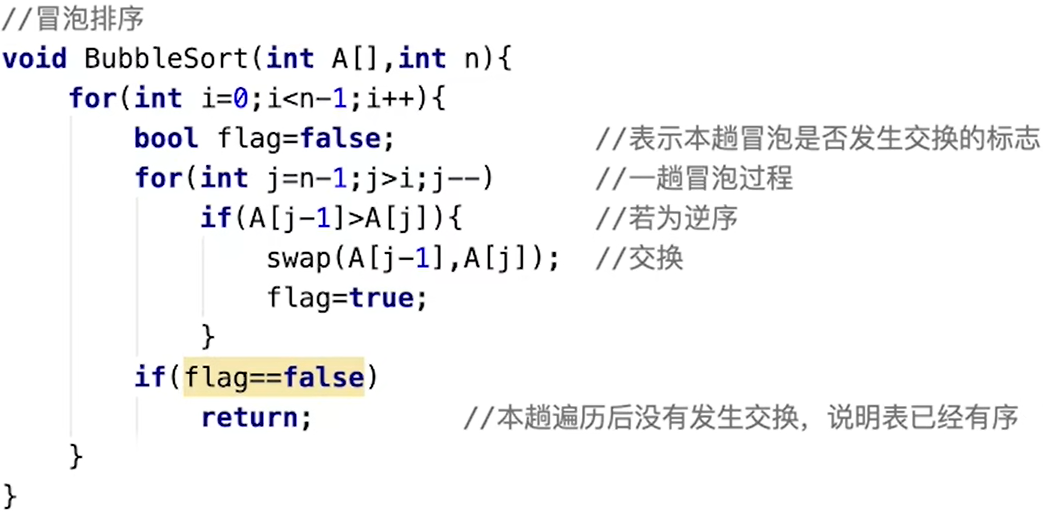 //冒泡排序
void BubbleSort(int A[],int n){
    for(int i=0;i<n-1;i++){
        bool flag=false;            //表示本趟冒泡是否发生交换的标志
        for(int j=n-1;j>i;j--)      //一趟冒泡过程
            if(A[j-1]>A[j]){        //若为逆序
                swap(A[j-1],A[j]);  //交换
                flag=true;
            }
        if(flag==false)
            return;         //本趟遍历后没有发生交换，说明表已经有序
    }
}